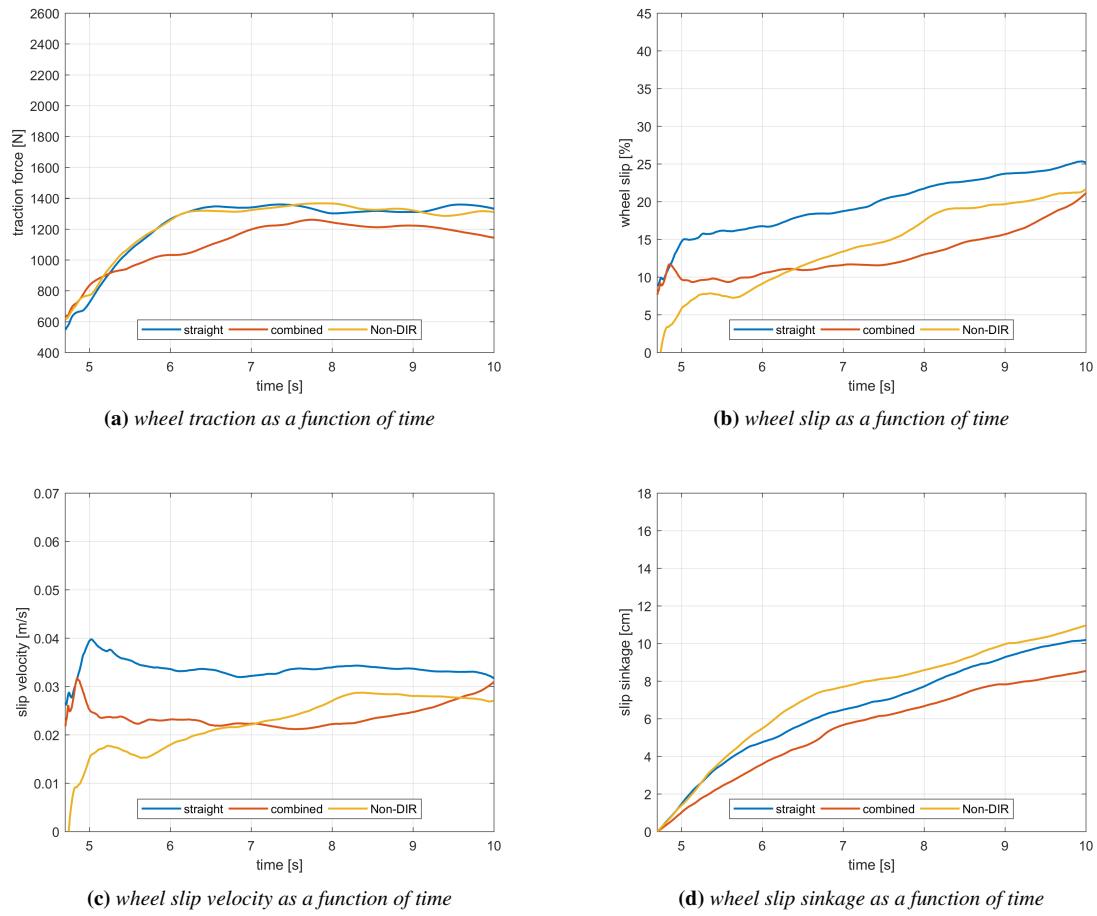 2600
2400
2200
2000
1800
1600
1400
1200
1000
800
600
400
traction force [N]
straight combined Non-DIR
5 6 7 8 9 10
time [s]
(a) wheel traction as a function of time
45
40
35
30
25
20
15
10
5
0
wheel slip [%]
straight combined Non-DIR
5 6 7 8 9 10
time [s]
(b) wheel slip as a function of time
0.07
0.06
0.05
0.04
0.03
0.02
0.01
0
slip velocity [m/s]
straight combined Non-DIR
5 6 7 8 9 10
time [s]
(c) wheel slip velocity as a function of time
18
16
14
12
10
8
6
4
2
0
slip sinkage [cm]
straight combined Non-DIR
5 6 7 8 9 10
time [s]
(d) wheel slip sinkage as a function of time